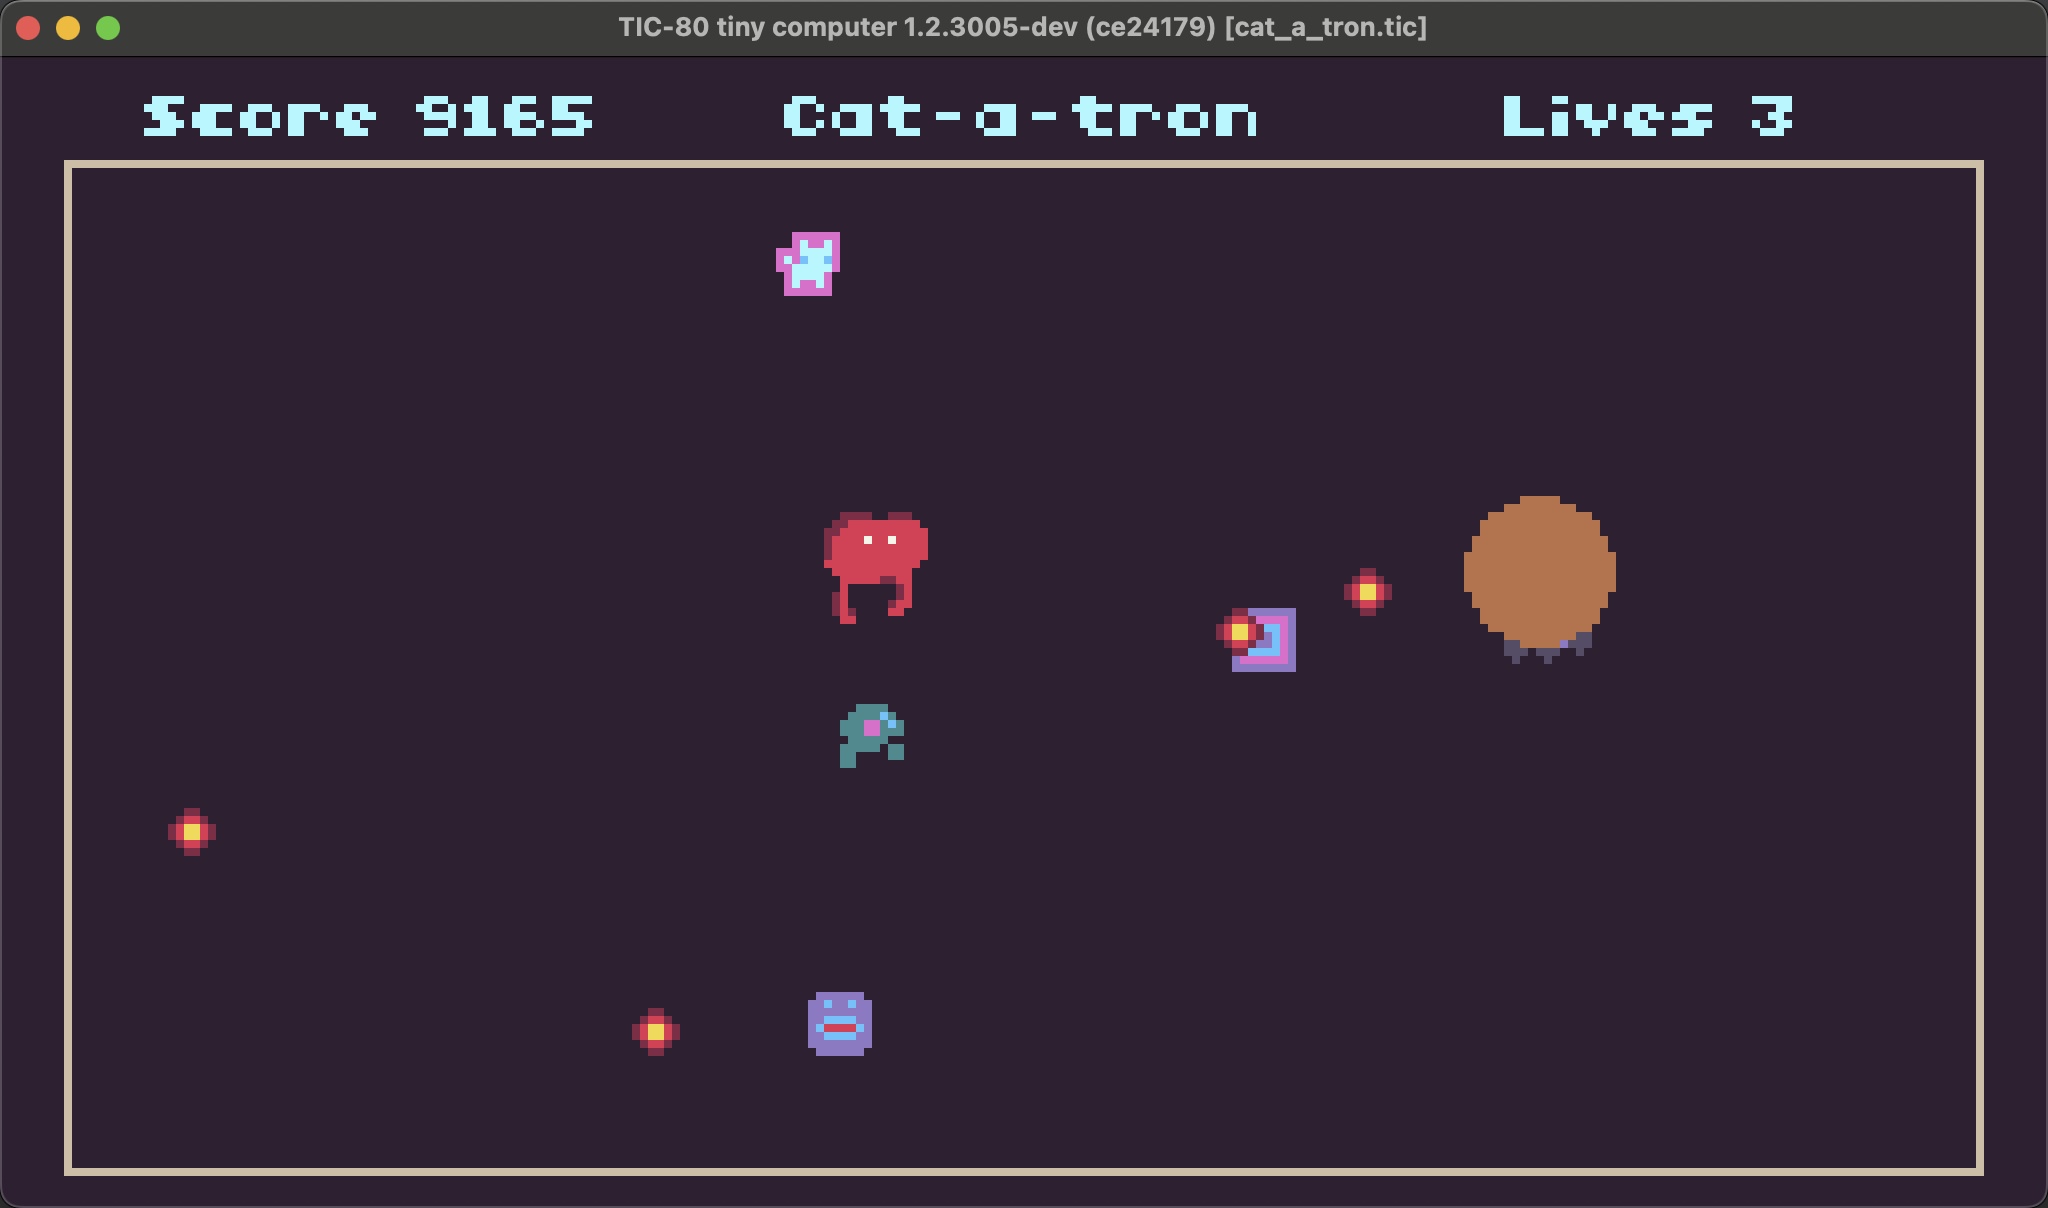 TIC-80 tiny computer 1.2.3005-dev (ce24179) [cat_a_tron.tic]
Score 9165 Cat-a-tron Lives 3